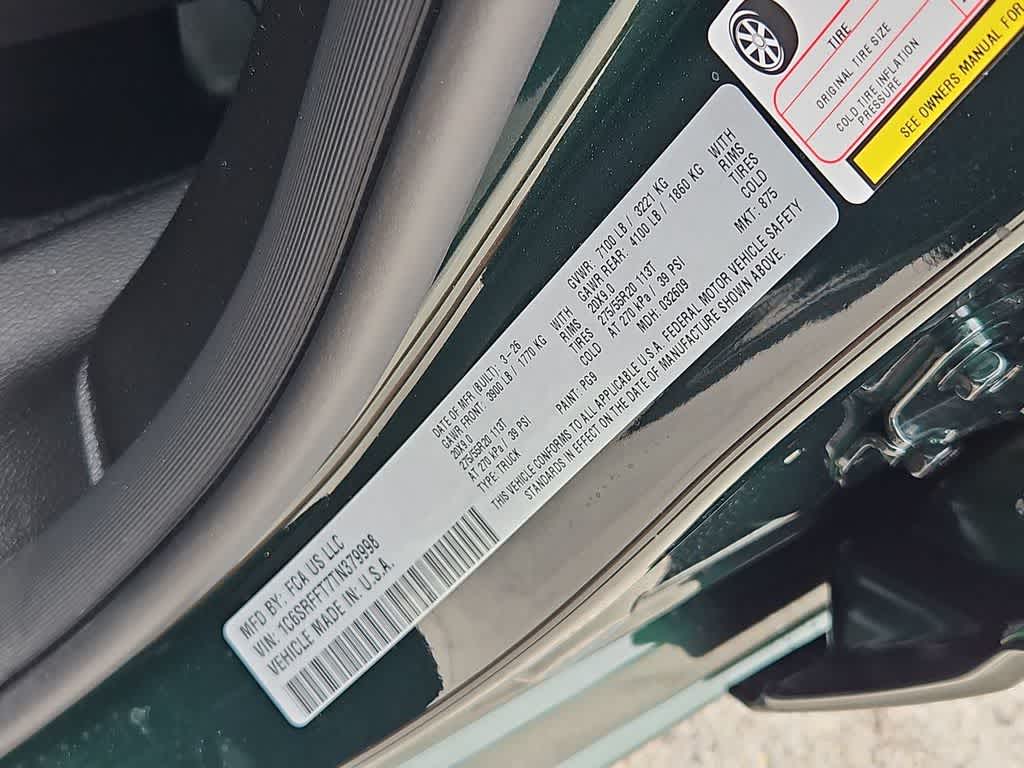 MFD BY: FCA US LLC
VIN: 1C6SRFFT7TN379998
VEHICLE MADE IN: U.S.A.
DATE OF MFR (BUILT): 3-26
GAWR FRONT: 3900 LB / 1770 KG WITH
20X9.0 RIMS
275/55R20 113T TIRES
AT 270 kPa / 39 PSI COLD
TYPE: TRUCK PAINT: PG9
GVWR: 7100 LB / 3221 KG
GAWR REAR: 4100 LB / 1860 KG WITH
20X9.0 RIMS
275/55R20 113T TIRES
AT 270 kPa / 39 PSI COLD
MDH: 032609 MKT: 875
THIS VEHICLE CONFORMS TO ALL APPLICABLE U.S.A. FEDERAL MOTOR VEHICLE SAFETY
STANDARDS IN EFFECT ON THE DATE OF MANUFACTURE SHOWN ABOVE.
TIRE
ORIGINAL TIRE SIZE
COLD TIRE INFLATION
PRESSURE
SEE OWNERS MANUAL FOR